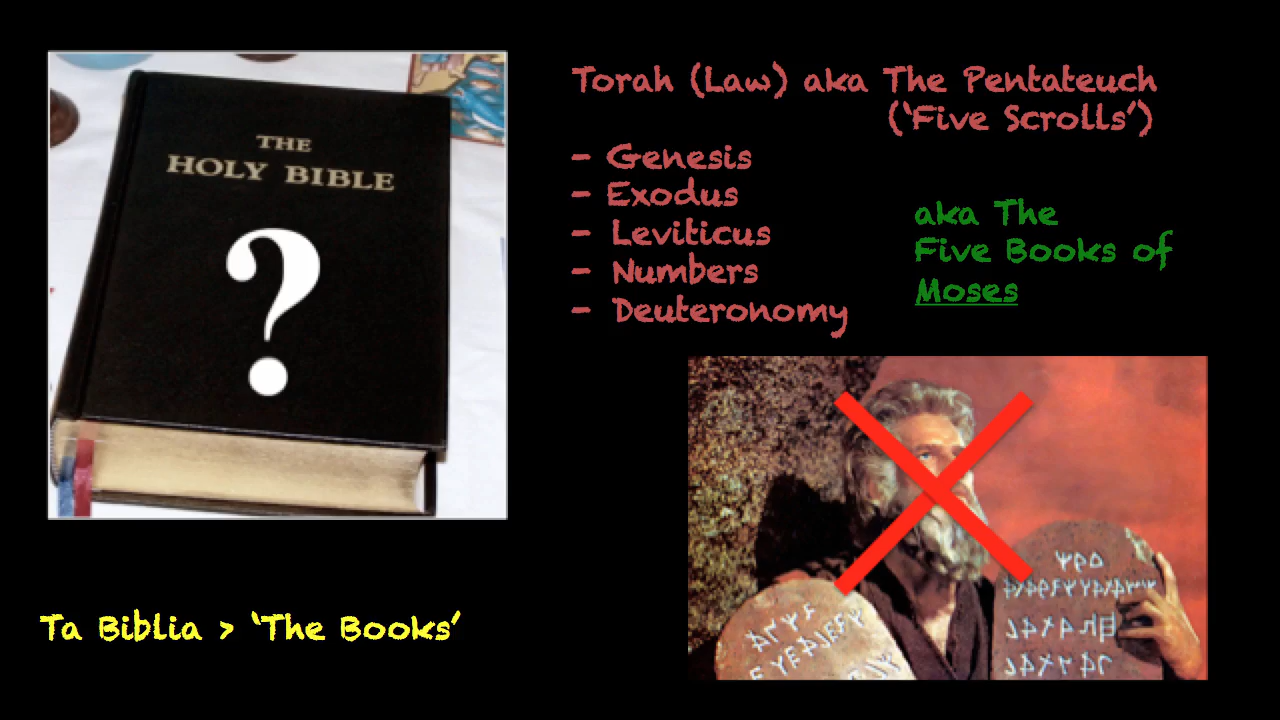 THE
HOLY BIBLE
?
Torah (Law) aka The Pentateuch
(‘Five Scrolls’)
- Genesis
- Exodus
- Leviticus
- Numbers
- Deuteronomy
aka The
Five Books of
Moses
Ta Biblia > ‘The Books’